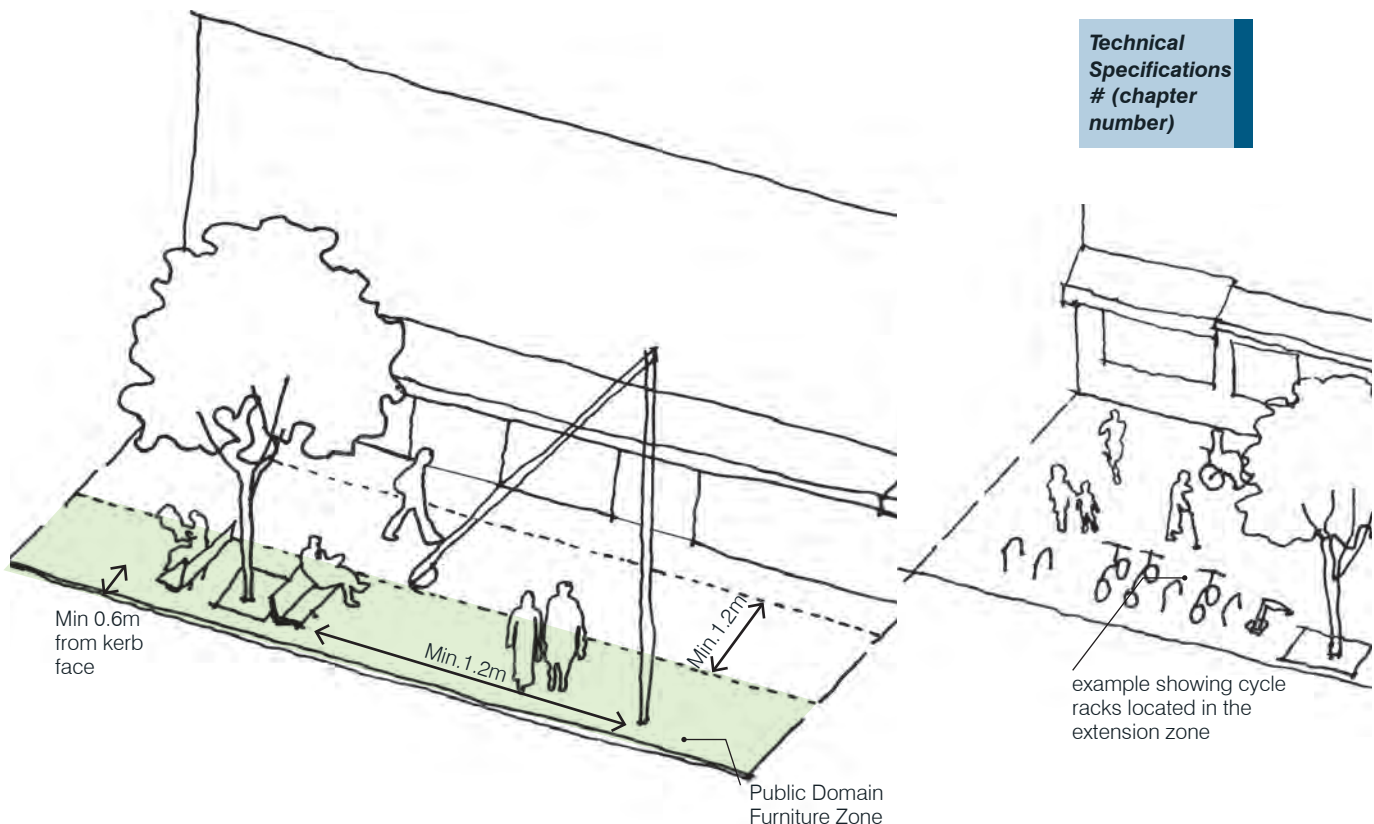 Technical
Specifications
# (chapter
number)
Min 0.6m
from kerb
face
Min.1.2m
Min.1.2m
example showing cycle
racks located in the
extension zone
Public Domain
Furniture Zone